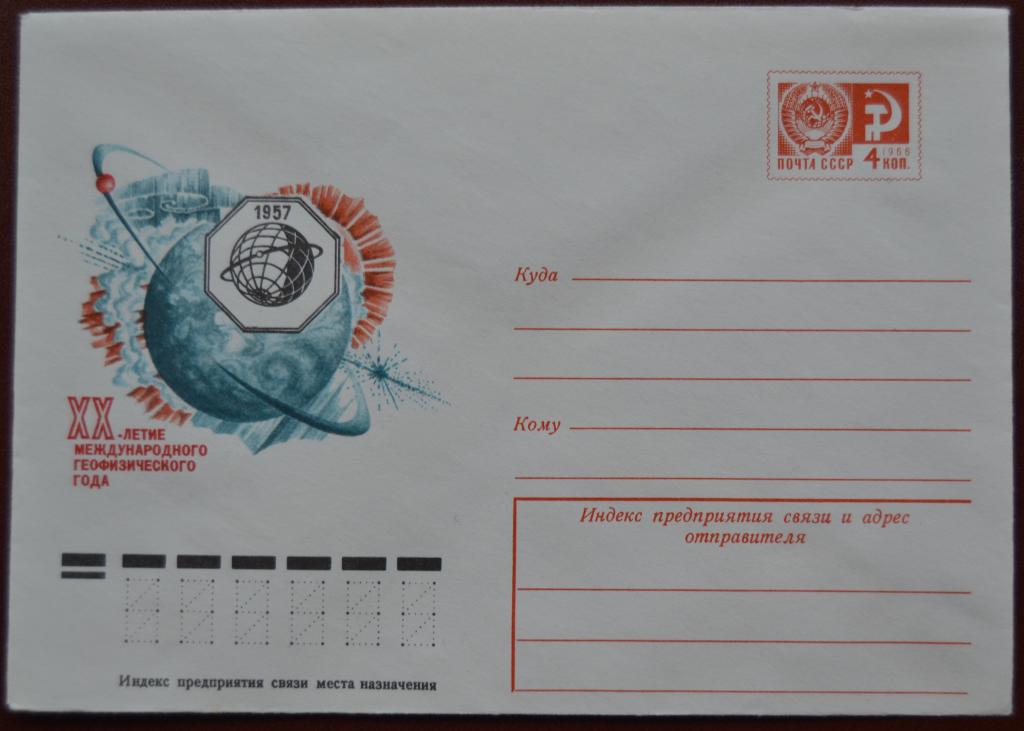 ПОЧТА СССР 4 1966 КОП.
1957
Куда
Кому
XX-ЛЕТИЕ
МЕЖДУНАРОДНОГО
ГЕОФИЗИЧЕСКОГО
ГОДА
Индекс предприятия связи и адрес
отправителя
Индекс предприятия связи места назначения